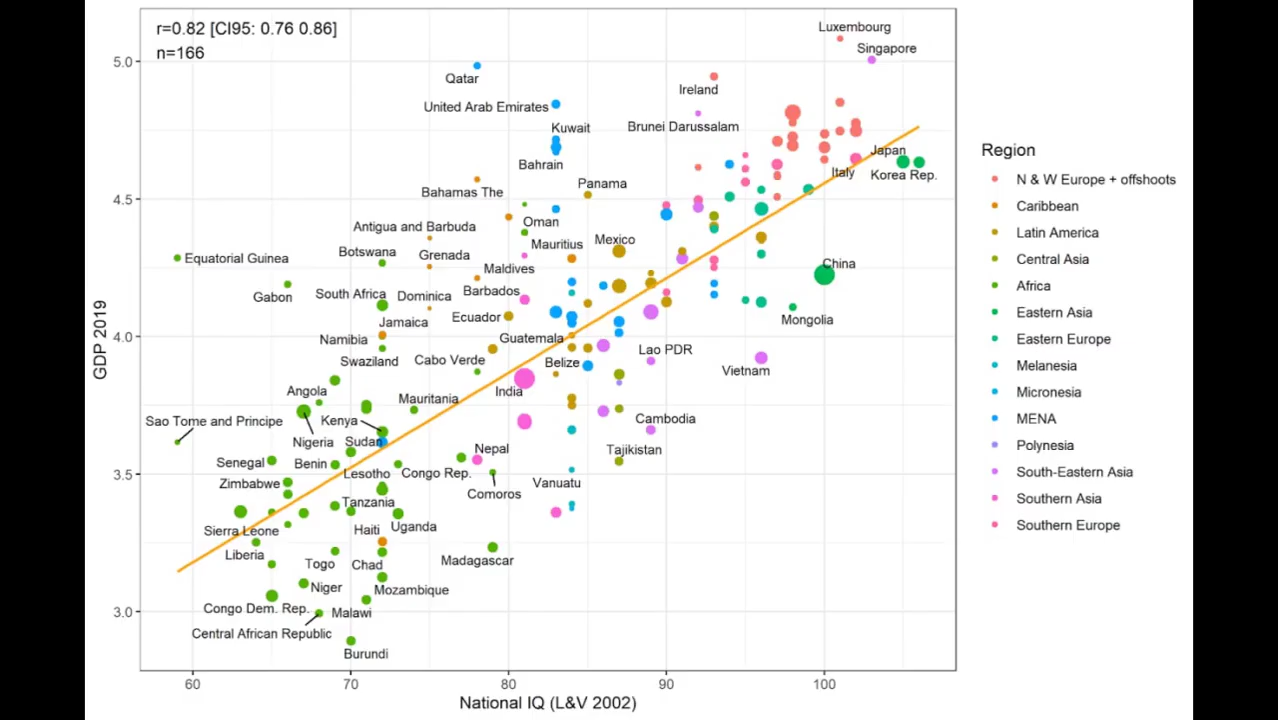 r=0.82 [CI95: 0.76 0.86]
n=166
Luxembourg
Singapore
5.0
Qatar
Ireland
United Arab Emirates
Kuwait
Brunei Darussalam
Bahrain
Japan
Italy
Korea Rep.
Panama
Bahamas The
4.5
Oman
Antigua and Barbuda
Mauritius
Mexico
Botswana
Grenada
Equatorial Guinea
China
Maldives
Gabon
South Africa
Dominica
Barbados
Mongolia
Jamaica
Ecuador
4.0
Namibia
Guatemala
Lao PDR
Swaziland
Cabo Verde
Belize
Vietnam
Angola
India
Mauritania
Sao Tome and Principe
Kenya
Cambodia
Nigeria
Sudan
Nepal
Tajikistan
Senegal
Benin
Lesotho
Congo Rep.
3.5
Zimbabwe
Vanuatu
Comoros
Tanzania
Sierra Leone
Haiti
Uganda
Liberia
Togo
Chad
Madagascar
Niger
Mozambique
Congo Dem. Rep.
Malawi
3.0
Central African Republic
Burundi
GDP 2019
60
70
80
90
100
National IQ (L&V 2002)
Region
N & W Europe + offshoots
Caribbean
Latin America
Central Asia
Africa
Eastern Asia
Eastern Europe
Melanesia
Micronesia
MENA
Polynesia
South-Eastern Asia
Southern Asia
Southern Europe